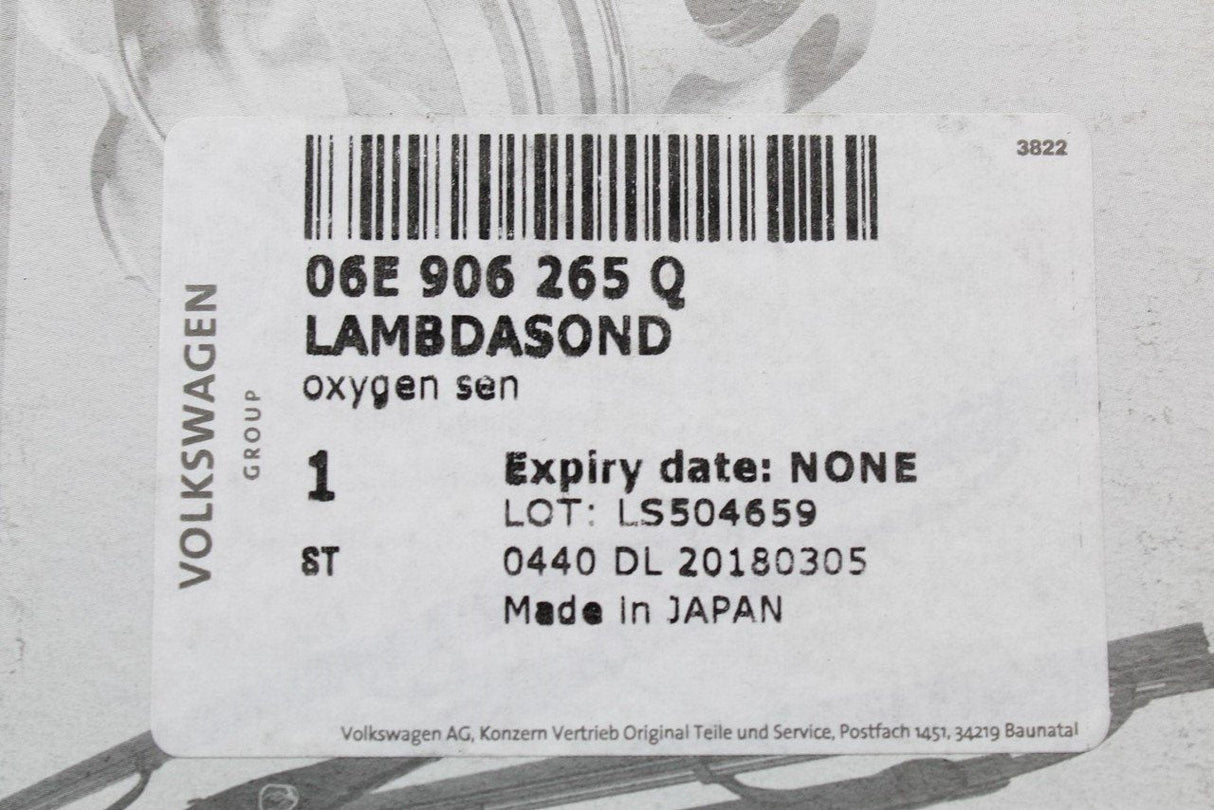 3822
06E 906 265 Q
LAMBDASOND
oxygen sen
VOLKSWAGEN
GROUP
1
Expiry date: NONE
LOT: LS504659
ST
0440 DL 20180305
Made in JAPAN
Volkswagen AG, Konzern Vertrieb Original Teile und Service, Postfach 1451, 34219 Baunatal